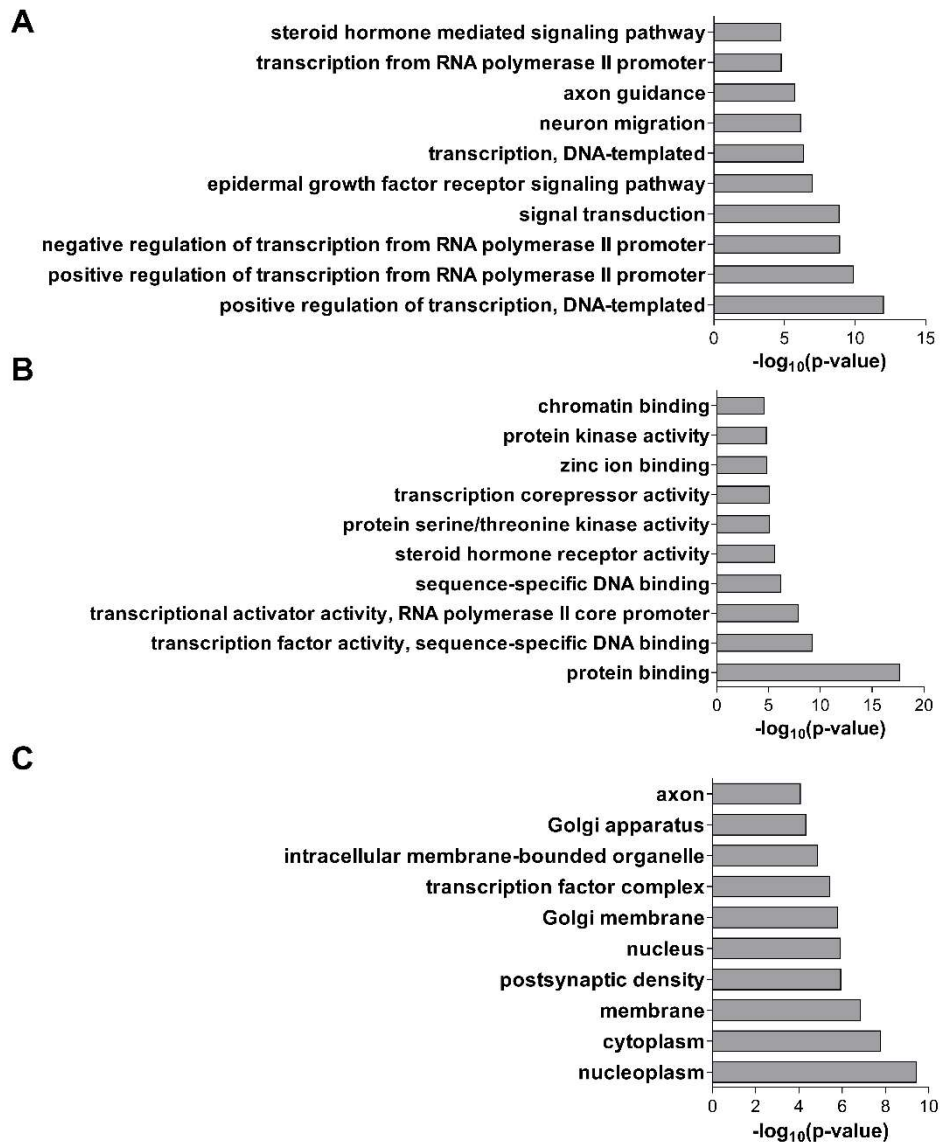 A
steroid hormone mediated signaling pathway
transcription from RNA polymerase II promoter
axon guidance
neuron migration
transcription, DNA-templated
epidermal growth factor receptor signaling pathway
signal transduction
negative regulation of transcription from RNA polymerase II promoter
positive regulation of transcription from RNA polymerase II promoter
positive regulation of transcription, DNA-templated
0 5 10 15
-log10(p-value)
B
chromatin binding
protein kinase activity
zinc ion binding
transcription corepressor activity
protein serine/threonine kinase activity
steroid hormone receptor activity
sequence-specific DNA binding
transcriptional activator activity, RNA polymerase II core promoter
transcription factor activity, sequence-specific DNA binding
protein binding
0 5 10 15 20
-log10(p-value)
C
axon
Golgi apparatus
intracellular membrane-bounded organelle
transcription factor complex
Golgi membrane
nucleus
postsynaptic density
membrane
cytoplasm
nucleoplasm
0 2 4 6 8 10
-log10(p-value)